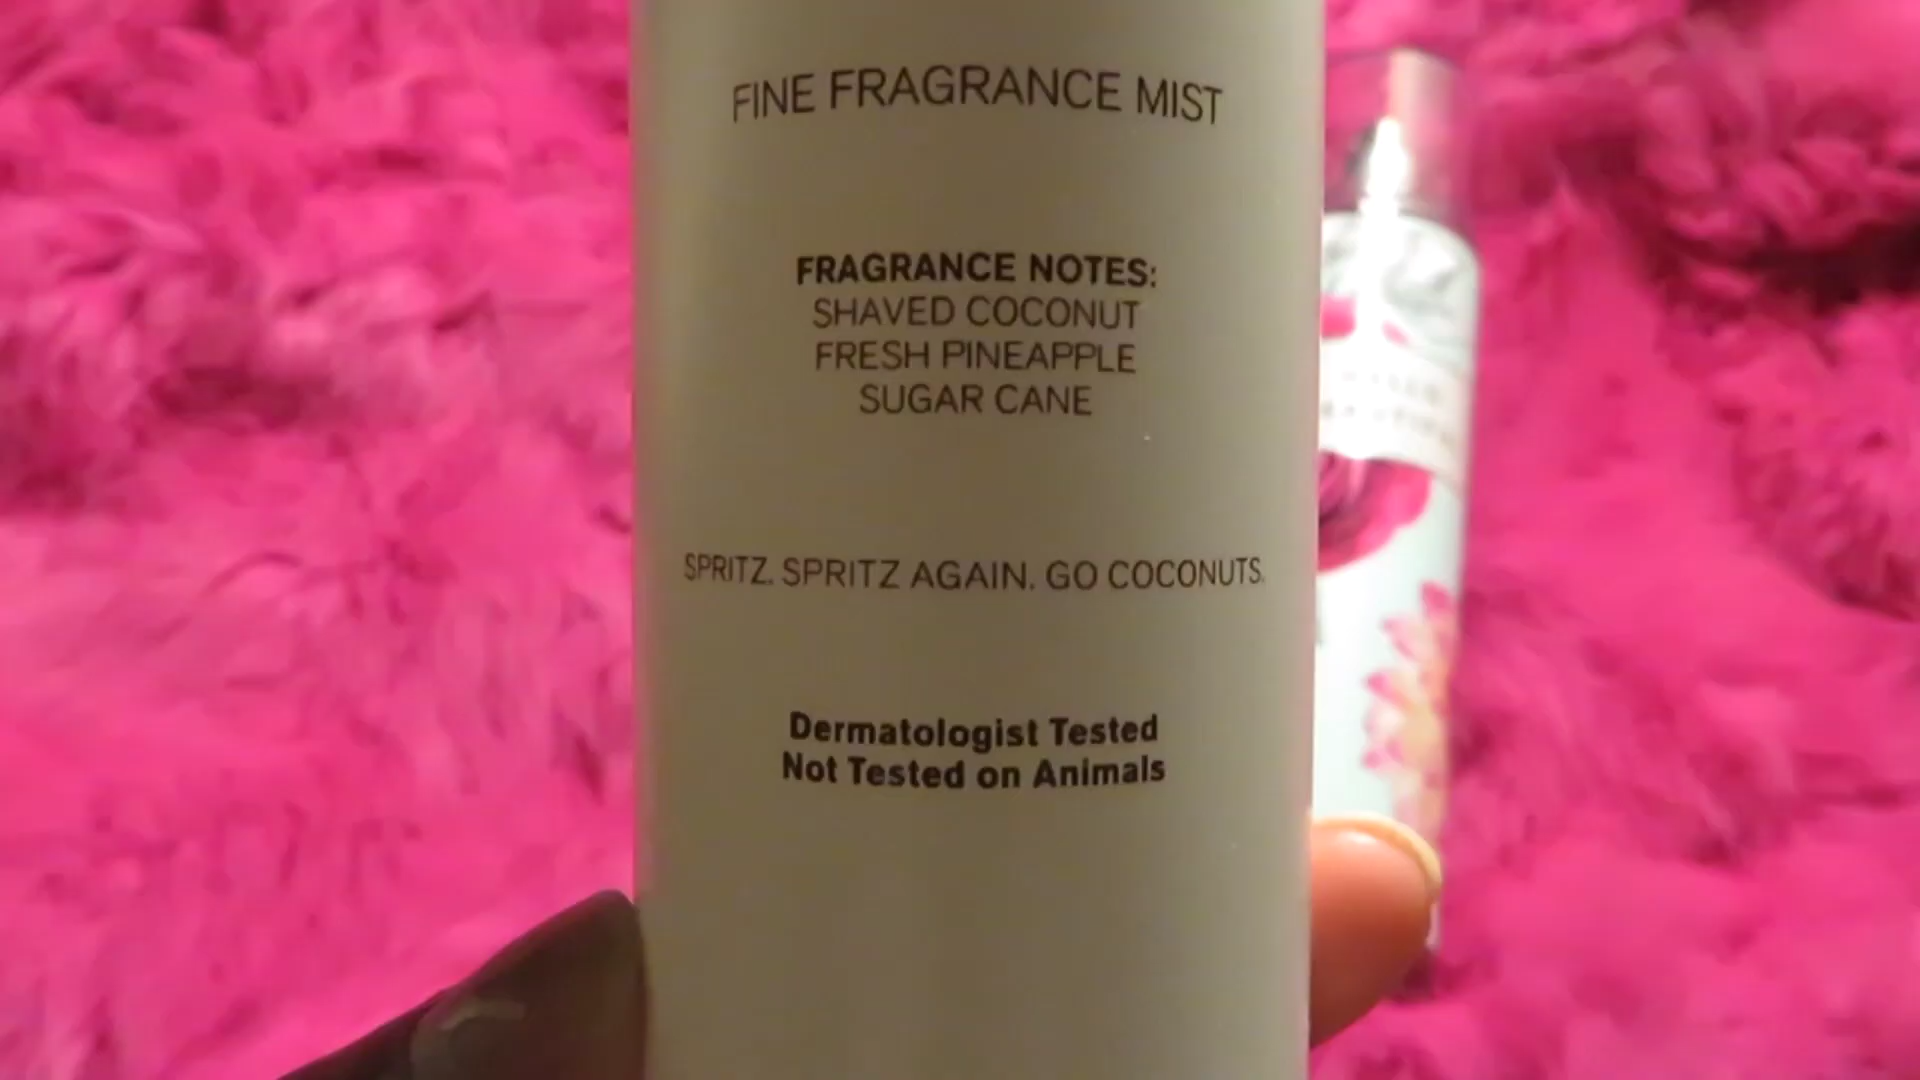 FINE FRAGRANCE MIST
FRAGRANCE NOTES:
SHAVED COCONUT
FRESH PINEAPPLE
SUGAR CANE
SPRITZ. SPRITZ AGAIN. GO COCONUTS.
Dermatologist Tested
Not Tested on Animals